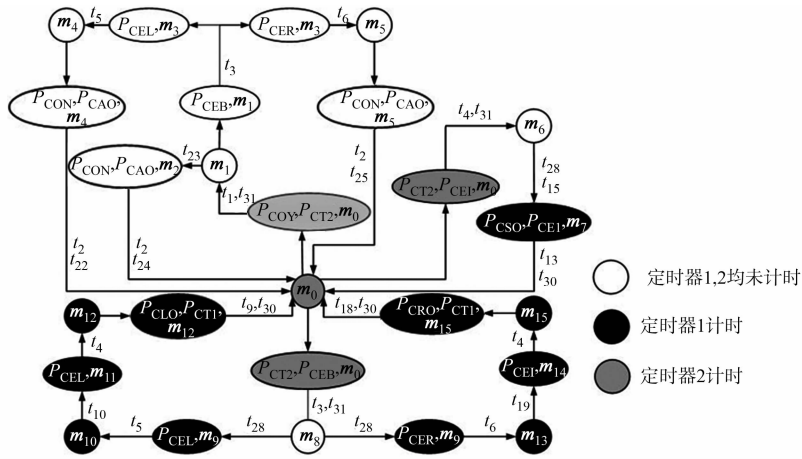 m4
t5
PCEL,m3
PCER,m3
t6
m5
t3
PCON,PCAO,
m4
PCEB,m1
PCON,PCAO,
m5
t4,t31
m6
PCON,PCAO,m2
t23
m1
t2
t25
t28
t15
PCT2,PCEI,m0
t1,t31
PCOY,PCT2,m0
PCSO,PCE1,m7
t2
t22
t2
t24
t13
t30
定时器1,2均未计时
m0
m12
PCLO,PCT1,
m12
t9,t30
t18,t30
PCRO,PCT1,
m15
m15
定时器1计时
t4
t4
PCEL,m11
PCT2,PCEB,m0
PCEI,m14
定时器2计时
t10
t3,t31
t19
m10
t5
PCEL,m9
t28
m8
t28
PCER,m9
t6
m13